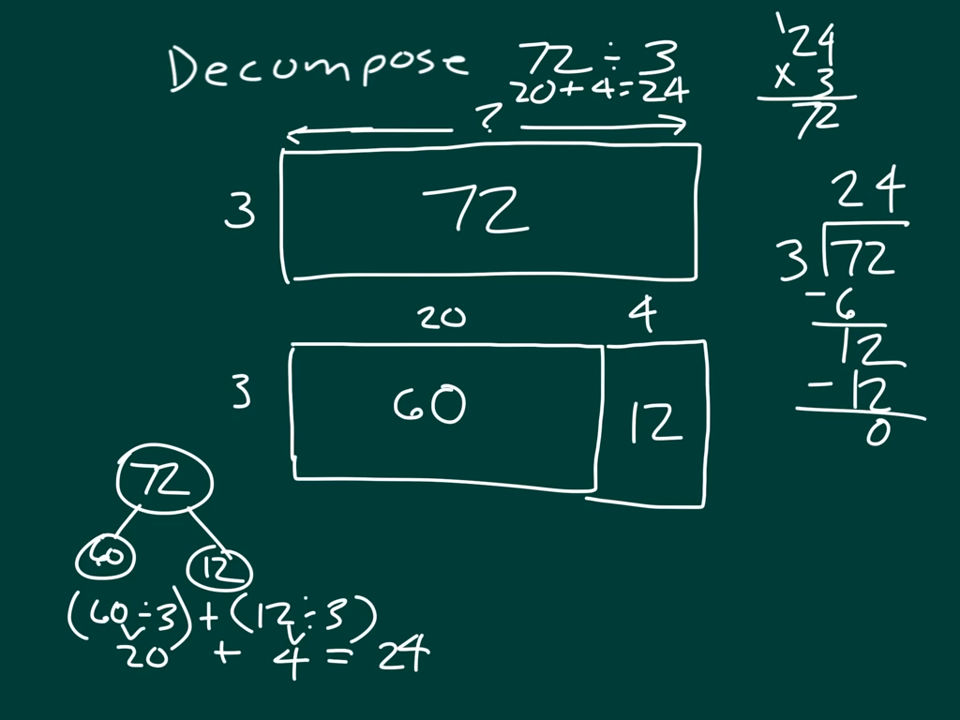 Decompose 72 ÷ 3
20 + 4 = 24
?
3 72
20 4
3 60 12
72
60 12
(60 ÷ 3) + (12 ÷ 3)
20 + 4 = 24
1
24
x 3
72
24
3 72
- 6
12
- 12
0